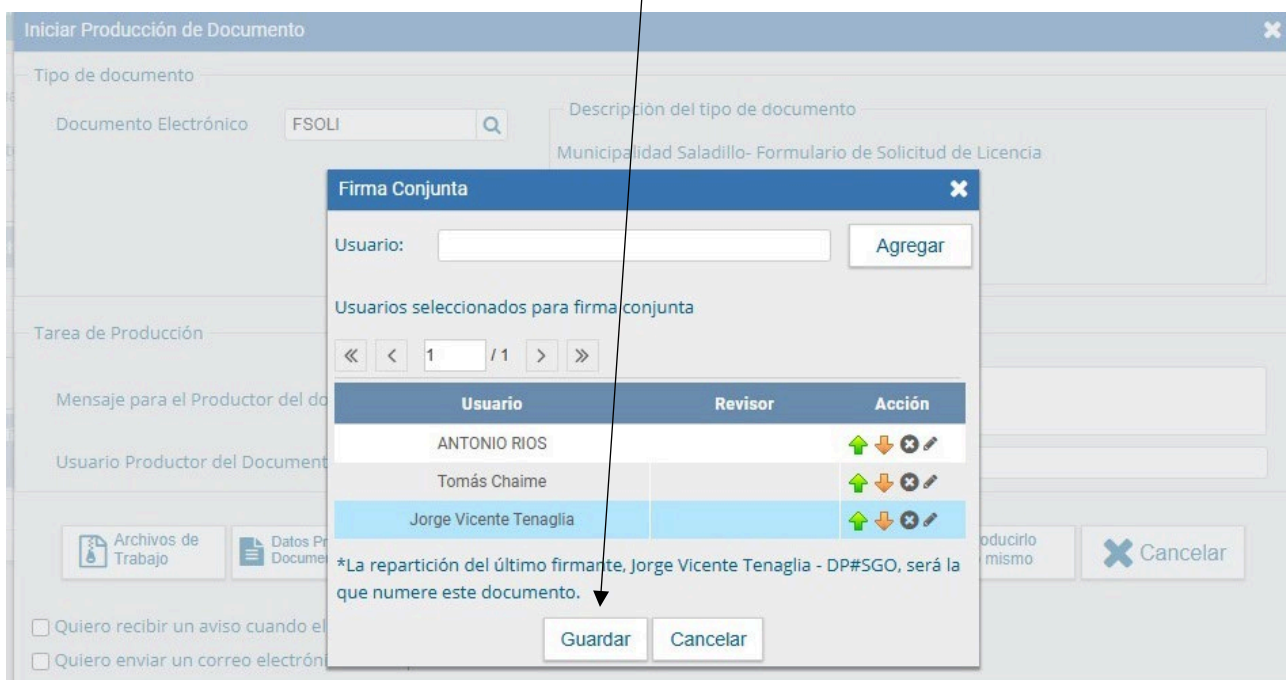 Iniciar Producción de Documento
Tipo de documento
Documento Electrónico FSOLI
Descripción del tipo de documento
Municipalidad Saladillo- Formulario de Solicitud de Licencia
Firma Conjunta
Usuario: Agregar
Usuarios seleccionados para firma conjunta
Tarea de Producción
1 / 1
Mensaje para el Productor del do
Usuario Revisor Acción
ANTONIO RIOS
Usuario Productor del Document
Tomás Chaime
Jorge Vicente Tenaglia
Archivos de Trabajo
Datos Pr
Docume
*La repartición del último firmante, Jorge Vicente Tenaglia - DP#SGO, será la
que numere este documento.
oducirlo
mismo
Cancelar
Quiero recibir un aviso cuando el
Guardar Cancelar
Quiero enviar un correo electróni